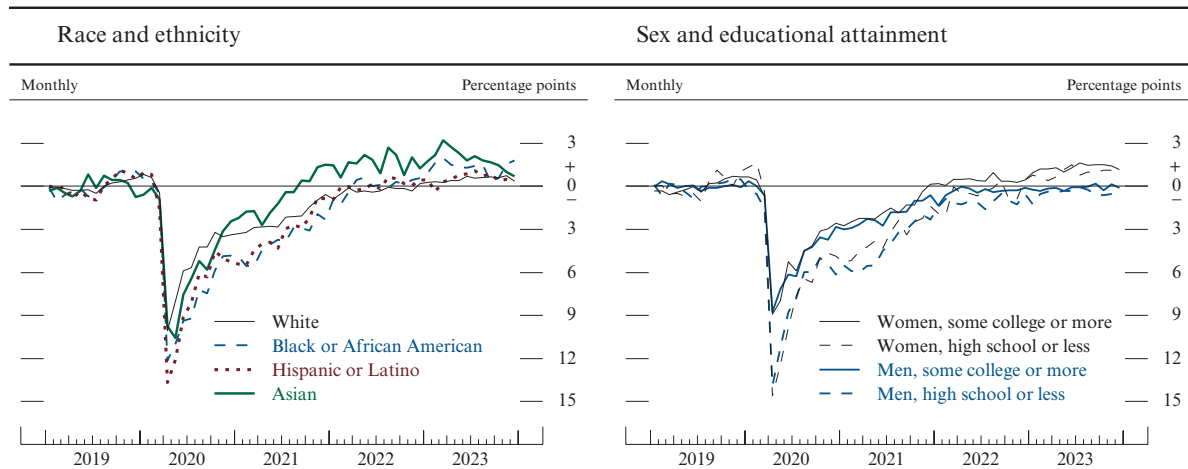 Race and ethnicity
Monthly Percentage points
3
+
0
−
3
6
9
12
15
White
Black or African American
Hispanic or Latino
Asian
2019 2020 2021 2022 2023
Sex and educational attainment
Monthly Percentage points
3
+
0
−
3
6
9
12
15
Women, some college or more
Women, high school or less
Men, some college or more
Men, high school or less
2019 2020 2021 2022 2023